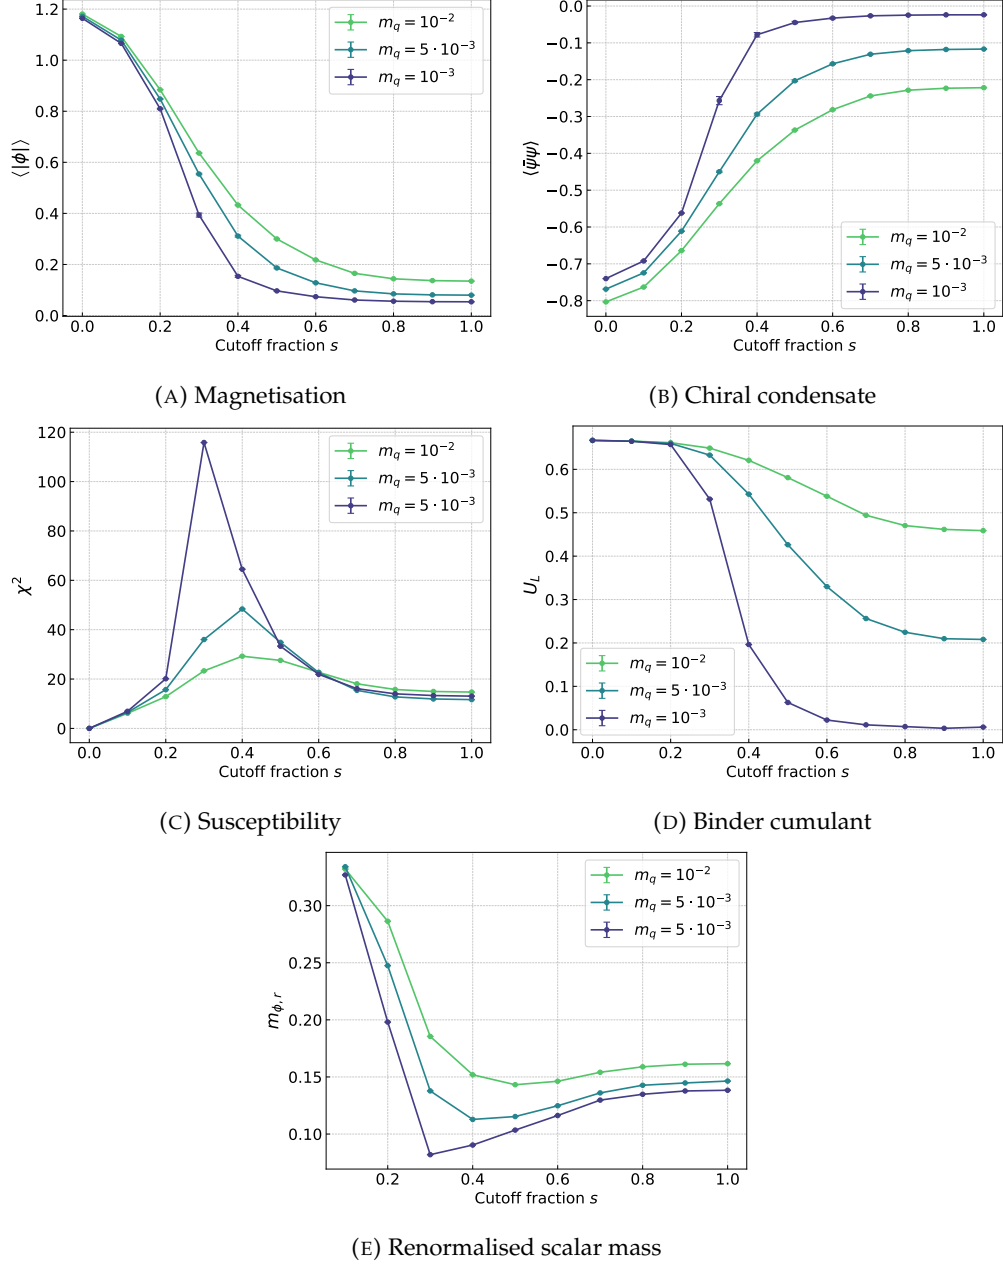 1.2
1.0
0.8
0.6
0.4
0.2
0.0
⟨|ϕ|⟩
m_q = 10⁻²
m_q = 5 · 10⁻³
m_q = 10⁻³
0.0 0.2 0.4 0.6 0.8 1.0
Cutoff fraction s
(A) Magnetisation
0.0
−0.1
−0.2
−0.3
−0.4
−0.5
−0.6
−0.7
−0.8
⟨ψ̄ψ⟩
m_q = 10⁻²
m_q = 5 · 10⁻³
m_q = 10⁻³
0.0 0.2 0.4 0.6 0.8 1.0
Cutoff fraction s
(B) Chiral condensate
120
100
80
60
40
20
0
χ²
m_q = 10⁻²
m_q = 5 · 10⁻³
m_q = 5 · 10⁻³
0.0 0.2 0.4 0.6 0.8 1.0
Cutoff fraction s
(C) Susceptibility
0.6
0.5
0.4
0.3
0.2
0.1
0.0
U_L
m_q = 10⁻²
m_q = 5 · 10⁻³
m_q = 10⁻³
0.0 0.2 0.4 0.6 0.8 1.0
Cutoff fraction s
(D) Binder cumulant
0.30
0.25
0.20
0.15
0.10
m_ϕ,r
m_q = 10⁻²
m_q = 5 · 10⁻³
m_q = 5 · 10⁻³
0.2 0.4 0.6 0.8 1.0
Cutoff fraction s
(E) Renormalised scalar mass